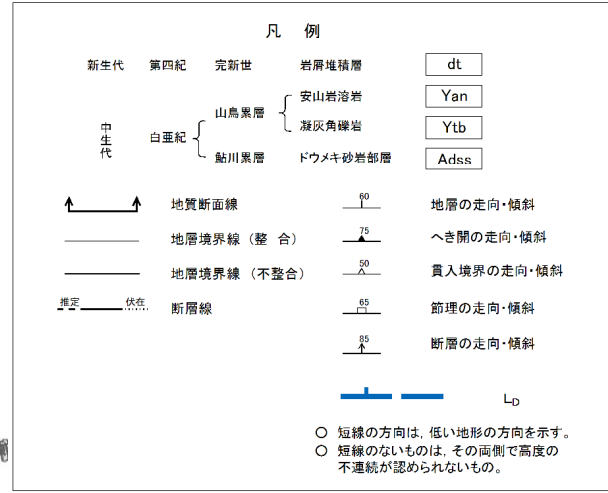 凡 例
新生代 第四紀 完新世 岩屑堆積層 dt
中生代 白亜紀 山鳥累層 安山岩溶岩 Yan
凝灰角礫岩 Ytb
鮎川累層 ドウメキ砂岩部層 Adss
地質断面線
地層境界線（整 合）
地層境界線（不整合）
推定 伏在 断層線
60 地層の走向・傾斜
75 へき開の走向・傾斜
50 貫入境界の走向・傾斜
65 節理の走向・傾斜
85 断層の走向・傾斜
LD
○ 短線の方向は，低い地形の方向を示す。
○ 短線のないものは，その両側で高度の
不連続が認められないもの。